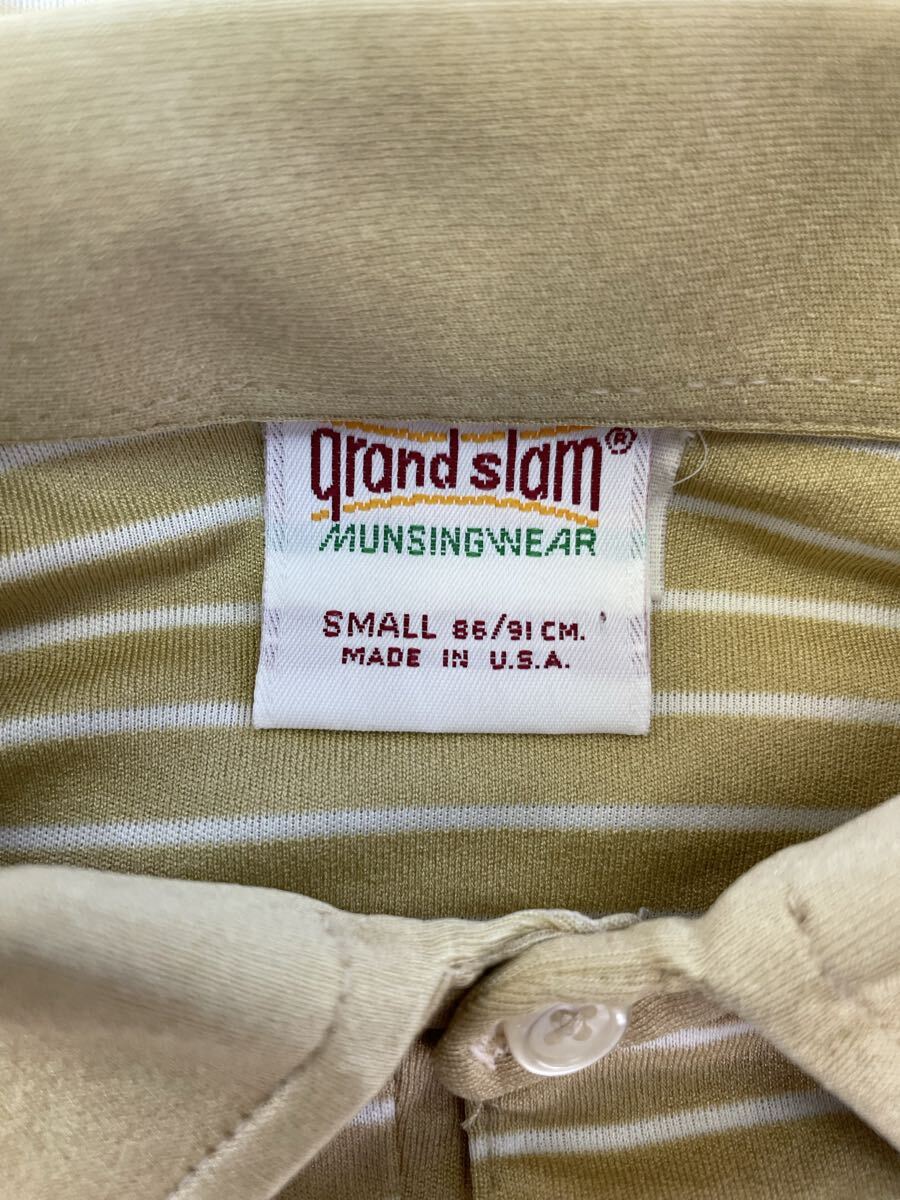 grand slam®
MUNSINGWEAR
SMALL 86/91 CM.
MADE IN U.S.A.